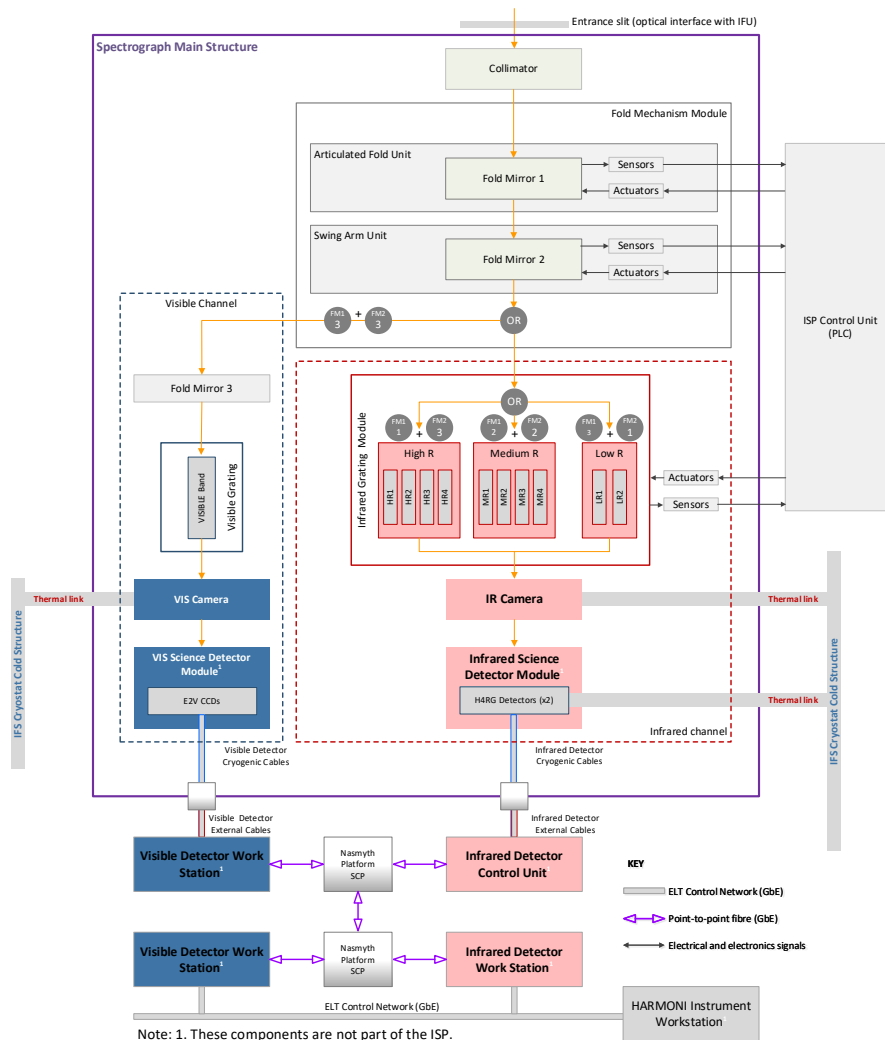 Entrance slit (optical interface with IFU)
Spectrograph Main Structure
Collimator
Fold Mechanism Module
Articulated Fold Unit
Fold Mirror 1
Sensors
Actuators
Swing Arm Unit
Fold Mirror 2
Sensors
Actuators
ISP Control Unit
(PLC)
Visible Channel
FM1
3
+
FM2
3
OR
Fold Mirror 3
OR
FM1
1
+
FM2
3
FM1
2
+
FM2
2
FM1
3
+
FM2
1
Infrared Grating Module
High R
HR1
HR2
HR3
HR4
Medium R
MR1
MR2
MR3
MR4
Low R
LR1
LR2
Actuators
Sensors
VISIBLE Band
Visible Grating
IFS Cryostat Cold Structure
Thermal link
VIS Camera
IR Camera
Thermal link
IFS Cryostat Cold Structure
VIS Science Detector
Module1
E2V CCDs
Infrared Science
Detector Module1
H4RG Detectors (x2)
Thermal link
Infrared channel
Visible Detector
Cryogenic Cables
Infrared Detector
Cryogenic Cables
Visible Detector
External Cables
Infrared Detector
External Cables
Visible Detector Work
Station1
Nasmyth
Platform
SCP
Infrared Detector
Control Unit1
Visible Detector Work
Station1
Nasmyth
Platform
SCP
Infrared Detector
Work Station1
KEY
ELT Control Network (GbE)
Point-to-point fibre (GbE)
Electrical and electronics signals
ELT Control Network (GbE)
HARMONI Instrument
Workstation1
Note: 1. These components are not part of the ISP.